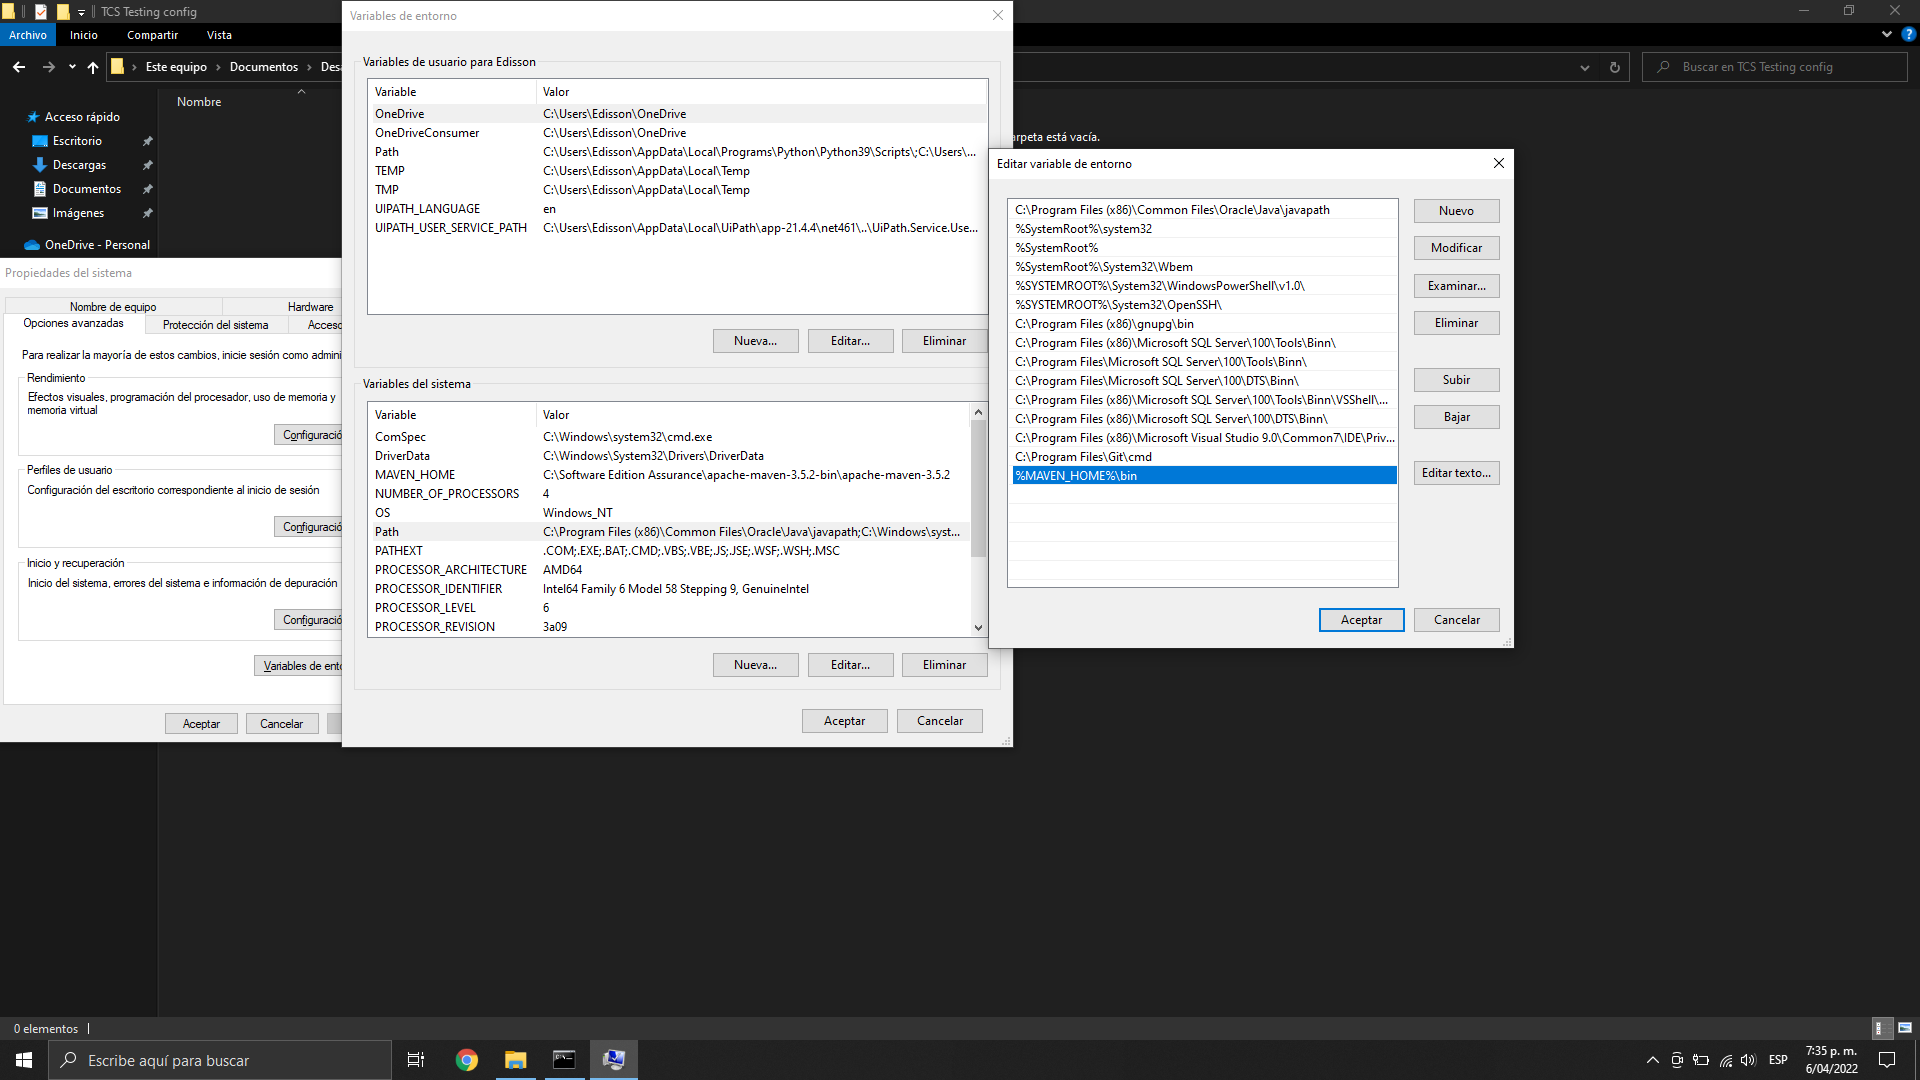 TCS Testing config
Archivo
Inicio
Compartir
Vista
Este equipo
Documentos
Des
Buscar en TCS Testing config
Nombre
Acceso rápido
Escritorio
Descargas
Documentos
Imágenes
OneDrive - Personal
arpeta está vacía.
Propiedades del sistema
Nombre de equipo
Hardware
Opciones avanzadas
Protección del sistema
Acceso
Para realizar la mayoría de estos cambios, inicie sesión como admini
Rendimiento
Efectos visuales, programación del procesador, uso de memoria y
memoria virtual
Configuració
Perfiles de usuario
Configuración del escritorio correspondiente al inicio de sesión
Configuració
Inicio y recuperación
Inicio del sistema, errores del sistema e información de depuración
Configuració
Variables de ento
Aceptar
Cancelar
Variables de entorno
Variables de usuario para Edisson
Variable Valor
OneDrive C:\Users\Edisson\OneDrive
OneDriveConsumer C:\Users\Edisson\OneDrive
Path C:\Users\Edisson\AppData\Local\Programs\Python\Python39\Scripts\;C:\Users\...
TEMP C:\Users\Edisson\AppData\Local\Temp
TMP C:\Users\Edisson\AppData\Local\Temp
UIPATH_LANGUAGE en
UIPATH_USER_SERVICE_PATH C:\Users\Edisson\AppData\Local\UiPath\app-21.4.4\net461\..\UiPath.Service.Use...
Nueva...
Editar...
Eliminar
Variables del sistema
Variable Valor
ComSpec C:\Windows\system32\cmd.exe
DriverData C:\Windows\System32\Drivers\DriverData
MAVEN_HOME C:\Software Edition Assurance\apache-maven-3.5.2-bin\apache-maven-3.5.2
NUMBER_OF_PROCESSORS 4
OS Windows_NT
Path C:\Program Files (x86)\Common Files\Oracle\Java\javapath;C:\Windows\syst...
PATHEXT .COM;.EXE;.BAT;.CMD;.VBS;.VBE;.JS;.JSE;.WSF;.WSH;.MSC
PROCESSOR_ARCHITECTURE AMD64
PROCESSOR_IDENTIFIER Intel64 Family 6 Model 58 Stepping 9, GenuineIntel
PROCESSOR_LEVEL 6
PROCESSOR_REVISION 3a09
Nueva...
Editar...
Eliminar
Aceptar
Cancelar
Editar variable de entorno
C:\Program Files (x86)\Common Files\Oracle\Java\javapath
%SystemRoot%\system32
%SystemRoot%
%SystemRoot%\System32\Wbem
%SYSTEMROOT%\System32\WindowsPowerShell\v1.0\
%SYSTEMROOT%\System32\OpenSSH\
C:\Program Files (x86)\gnupg\bin
C:\Program Files (x86)\Microsoft SQL Server\100\Tools\Binn\
C:\Program Files\Microsoft SQL Server\100\Tools\Binn\
C:\Program Files\Microsoft SQL Server\100\DTS\Binn\
C:\Program Files (x86)\Microsoft SQL Server\100\Tools\Binn\VSShell\...
C:\Program Files (x86)\Microsoft SQL Server\100\DTS\Binn\
C:\Program Files (x86)\Microsoft Visual Studio 9.0\Common7\IDE\Priv...
C:\Program Files\Git\cmd
%MAVEN_HOME%\bin
Nuevo
Modificar
Examinar...
Eliminar
Subir
Bajar
Editar texto...
Aceptar
Cancelar
0 elementos
Escribe aquí para buscar
ESP
7:35 p. m.
6/04/2022